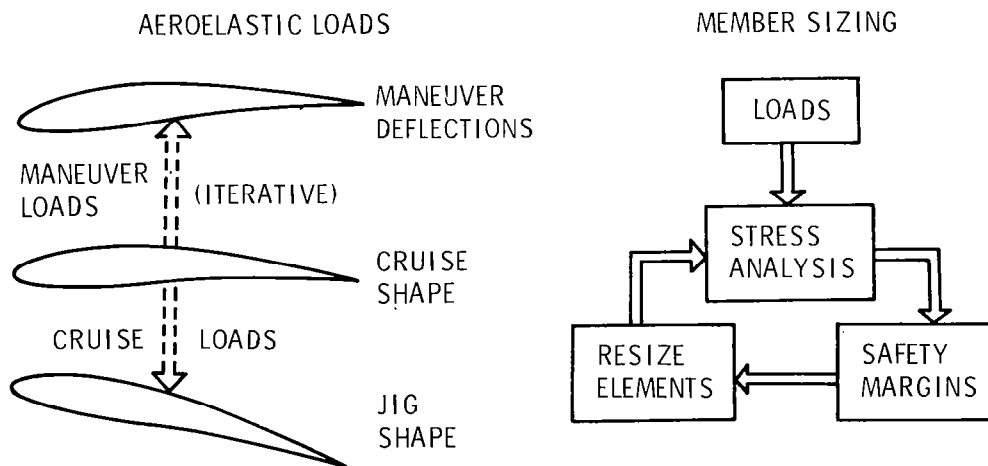 AEROELASTIC LOADS
MANEUVER
DEFLECTIONS
MANEUVER
LOADS
(ITERATIVE)
CRUISE
SHAPE
CRUISE LOADS
JIG
SHAPE
MEMBER SIZING
LOADS
STRESS
ANALYSIS
RESIZE
ELEMENTS
SAFETY
MARGINS